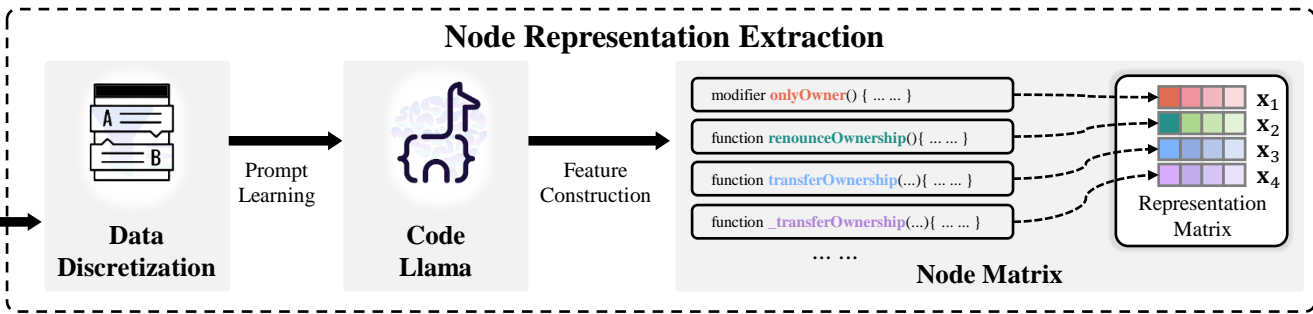 Node Representation Extraction
A
B
Data
Discretization
Prompt
Learning
Code
Llama
Feature
Construction
modifier onlyOwner() { ... ... }
function renounceOwnership(){ ... ... }
function transferOwnership(...){ ... ... }
function _transferOwnership(...){ ... ... }
... ...
Node Matrix
x₁
x₂
x₃
x₄
Representation
Matrix